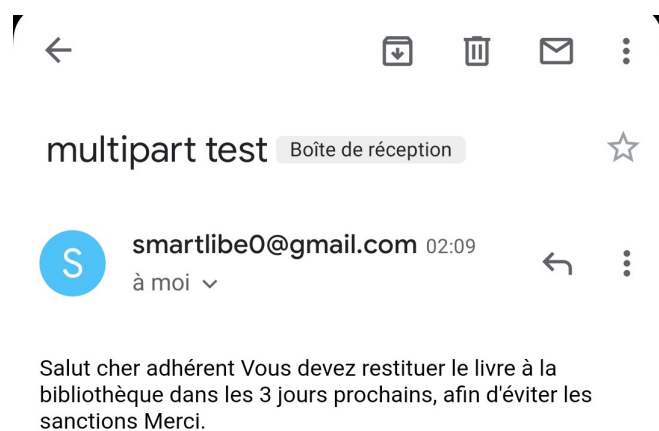 multipart test Boîte de réception
S
smartlibe0@gmail.com 02:09
à moi
Salut cher adhérent Vous devez restituer le livre à la
bibliothèque dans les 3 jours prochains, afin d'éviter les
sanctions Merci.